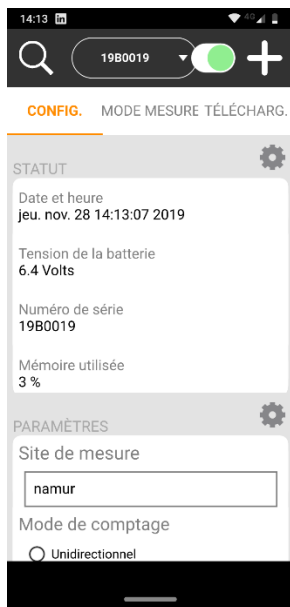 14:13 in 4G
19B0019
CONFIG. MODE MESURE TÉLÉCHARG.
STATUT
Date et heure
jeu. nov. 28 14:13:07 2019
Tension de la batterie
6.4 Volts
Numéro de série
19B0019
Mémoire utilisée
3 %
PARAMÈTRES
Site de mesure
namur
Mode de comptage
Unidirectionnel